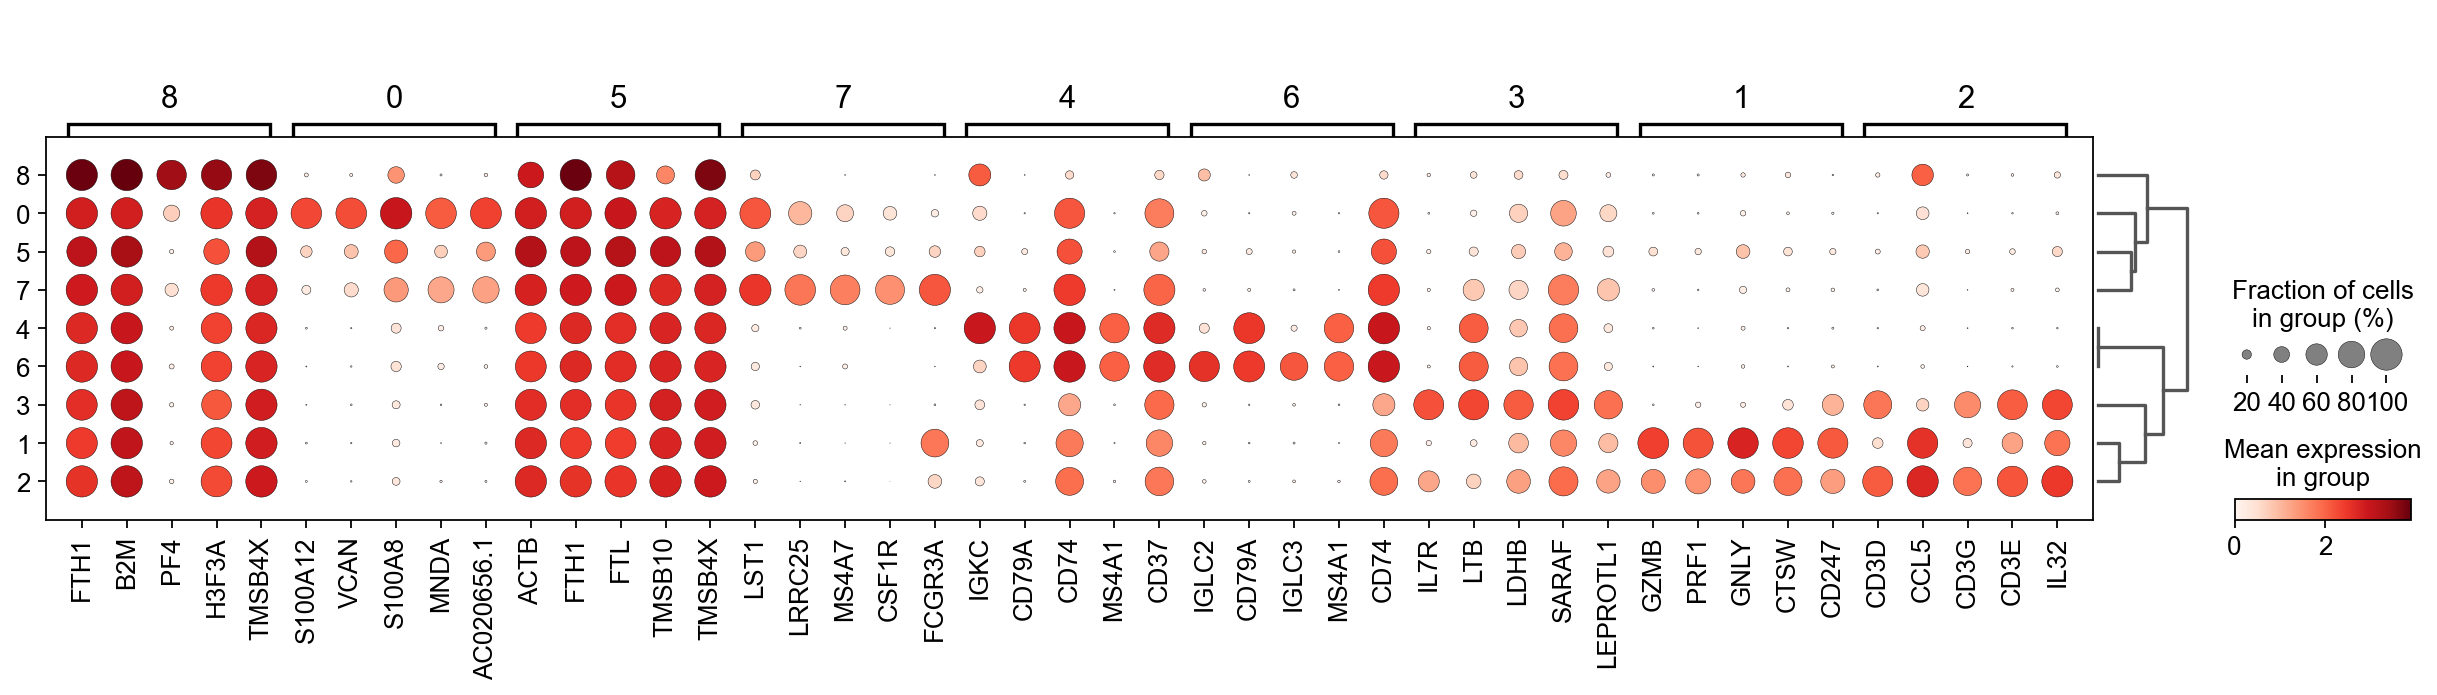 8 0 5 7 4 6 3 1 2
8
0
5
7
4
6
3
1
2
FTH1
B2M
PF4
H3F3A
TMSB4X
S100A12
VCAN
S100A8
MNDA
AC020656.1
ACTB
FTH1
FTL
TMSB10
TMSB4X
LST1
LRRC25
MS4A7
CSF1R
FCGR3A
IGKC
CD79A
CD74
MS4A1
CD37
IGLC2
CD79A
IGLC3
MS4A1
CD74
IL7R
LTB
LDHB
SARAF
LEPROTL1
GZMB
PRF1
GNLY
CTSW
CD247
CD3D
CCL5
CD3G
CD3E
IL32
Fraction of cells
in group (%)
20 40 60 80 100
Mean expression
in group
0 2